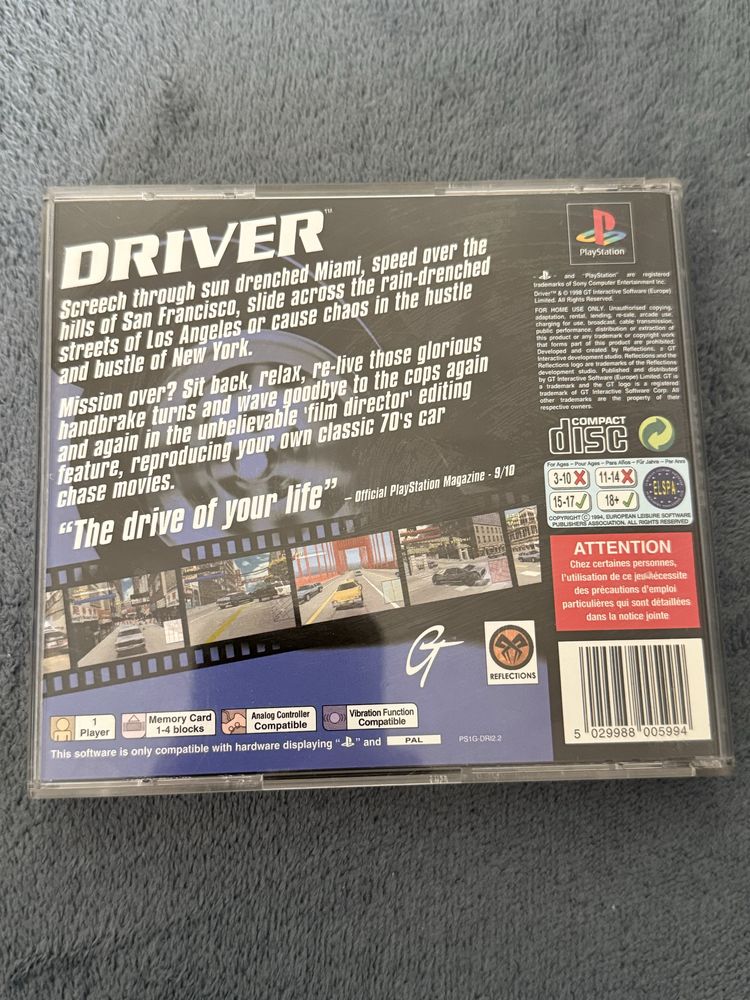 DRIVER™
Screech through sun drenched Miami, speed over the
hills of San Francisco, slide across the rain-drenched
streets of Los Angeles or cause chaos in the hustle
and bustle of New York.
Mission over? Sit back, relax, re-live those glorious
handbrake turns and wave goodbye to the cops again
and again in the unbelievable 'film director' editing
feature, reproducing your own classic 70's car
chase movies.
“The drive of your life” – Official PlayStation Magazine - 9/10
GT
REFLECTIONS
1
Player
Memory Card
1-4 blocks
Analog Controller
Compatible
Vibration Function
Compatible
This software is only compatible with hardware displaying “ ” and PAL
PS1G-DRI2.2
PlayStation
and "PlayStation" are registered
trademarks of Sony Computer Entertainment Inc.
Driver™ & © 1998 GT Interactive Software (Europe)
Limited. All Rights Reserved.
FOR HOME USE ONLY. Unauthorised copying,
adaptation, rental, lending, re-sale, arcade use,
charging for use, broadcast, cable transmission,
public performance, distribution or extraction of
this product or any trademark or copyright work
that forms part of this product are prohibited.
Developed and created by Reflections, a GT
Interactive development studio. Reflections and the
Reflections logo are trademarks of the Reflections
development studio. Published and distributed
by GT Interactive Software (Europe) Limited. GT is
a trademark and the GT logo is a registered
trademark of GT Interactive Software Corp. All
other trademarks are the property of their
respective owners.
COMPACT
disc
For Ages – Pour Ages – Para Años – Für Jahre – Per Anni
3-10 11-14
15-17 18+
ELSPA
COPYRIGHT © 1994, EUROPEAN LEISURE SOFTWARE
PUBLISHERS ASSOCIATION. ALL RIGHTS RESERVED
ATTENTION
Chez certaines personnes,
l'utilisation de ce jeu nécessite
des précautions d'emploi
particulières qui sont détaillées
dans la notice jointe
5 029988 005994